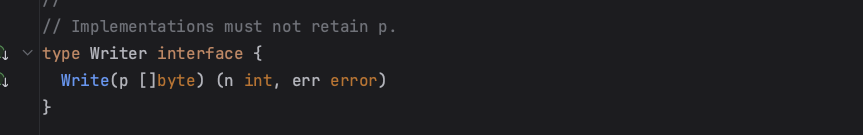 //
// Implementations must not retain p.
type Writer interface {
Write(p []byte) (n int, err error)
}